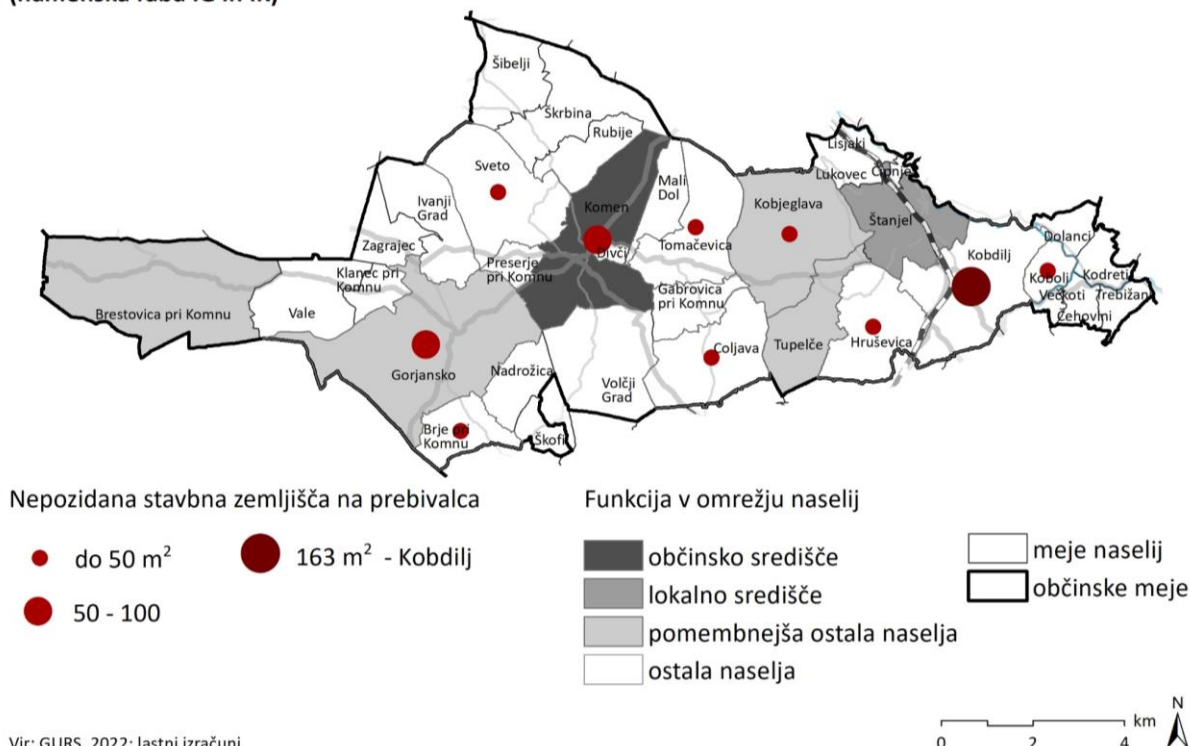 (namenska raba
Šibelji
Škrbina
Rubije
Lisjaki
Sveto
Lukovec
Čipnje
Mali
Dol
Ivanji
Grad
Komen
Kobjeglava
Štanjel
Dolanci
Zagrajec
Tomačevica
Divči
Kobdilj
Preserje
pri Komnu
Klanec pri
Komnu
Koboli
Kodreti
Gabrovica
pri Komnu
Večkoti
Trebižani
Brestovica pri Komnu
Vale
Čehovini
Coljava
Tupelče
Hruševica
Gorjansko
Nadrožica
Volčji
Grad
Brje pri
Komnu
Škofi
Nepozidana stavbna zemljišča na prebivalca
do 50 m²
163 m² - Kobdilj
50 - 100
Funkcija v omrežju naselij
občinsko središče
lokalno središče
pomembnejša ostala naselja
ostala naselja
meje naselij
občinske meje
N
km
0 2 4
Vir: GURS, 2022; lastni izračuni